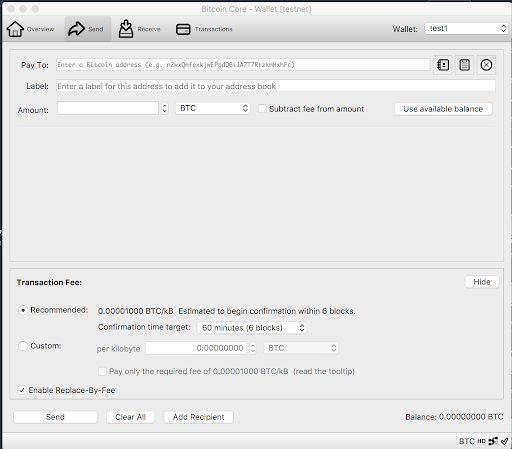 Bitcoin Core - Wallet [testnet]
Overview Send Receive Transactions Wallet: test1
Pay To: Enter a Bitcoin address (e.g. n2wxQmfexkjwEPgdD6iJA7T7RtzkmHxhFc)
Label: Enter a label for this address to add it to your address book
Amount: BTC Subtract fee from amount Use available balance
Transaction Fee: Hide
Recommended: 0.00001000 BTC/kB Estimated to begin confirmation within 6 blocks.
Confirmation time target: 60 minutes (6 blocks)
Custom: per kilobyte 0.00000000 BTC
Pay only the required fee of 0.00001000 BTC/kB (read the tooltip)
Enable Replace-By-Fee
Send Clear All Add Recipient Balance: 0.00000000 BTC
BTC HD